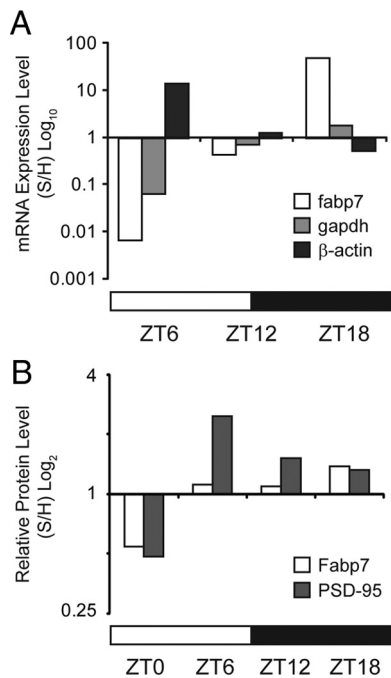 A
mRNA Expression Level
(S/H) Log10
100
10
1
0.1
0.01
0.001
fabp7
gapdh
β-actin
ZT6 ZT12 ZT18
B
Relative Protein Level
(S/H) Log2
4
1
0.25
Fabp7
PSD-95
ZT0 ZT6 ZT12 ZT18